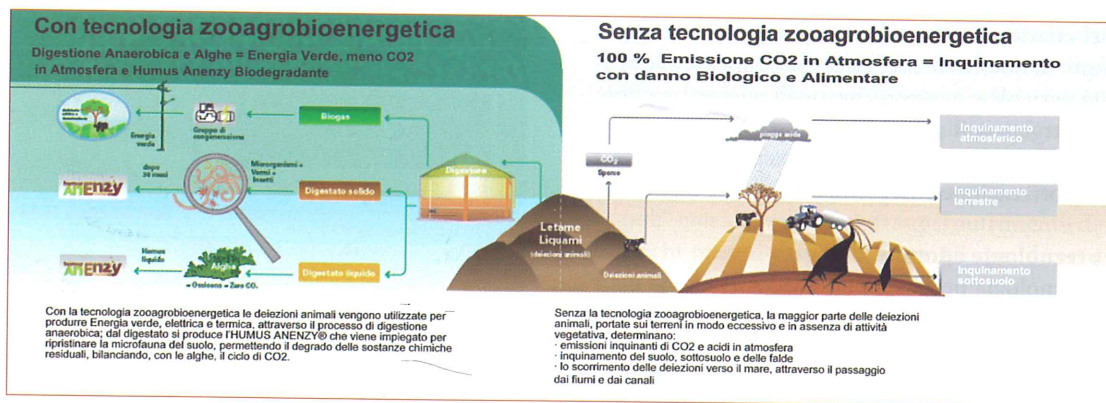 Con tecnologia zooagrobioenergetica
Digestione Anaerobica e Alghe = Energia Verde, meno CO2
in Atmosfera e Humus Anenzy Biodegradante
Energia
verde
Gruppo di
congenerazione
Biogas
dopo
36 mesi
Microrganismi +
Vermi +
Insetti
Digestato solido
ANEnzy
Humus
liquido
ANEnzy
Alghe
= Ossigeno = Zero CO₂
Digestato liquido
Digestore
Letame
Liquami
(deiezioni animali)
Con la tecnologia zooagrobioenergetica le deiezioni animali vengono utilizzate per
produrre Energia verde, elettrica e termica, attraverso il processo di digestione
anaerobica; dal digestato si produce l'HUMUS ANENZY® che viene impiegato per
ripristinare la microfauna del suolo, permettendo il degrado delle sostanze chimiche
residuali, bilanciando, con le alghe, il ciclo di CO2.
Senza tecnologia zooagrobioenergetica
100 % Emissione CO2 in Atmosfera = Inquinamento
con danno Biologico e Alimentare
CO₂
Sparso
piogge acide
Deiezioni animali
Inquinamento
atmosferico
Inquinamento
terrestre
Inquinamento
sottosuolo
Senza la tecnologia zooagrobioenergetica, la maggior parte delle deiezioni
animali, portate sui terreni in modo eccessivo e in assenza di attività
vegetativa, determinano:
· emissioni inquinanti di CO2 e acidi in atmosfera
· inquinamento del suolo, sottosuolo e delle falde
· lo scorrimento delle deiezioni verso il mare, attraverso il passaggio
dai fiumi e dai canali